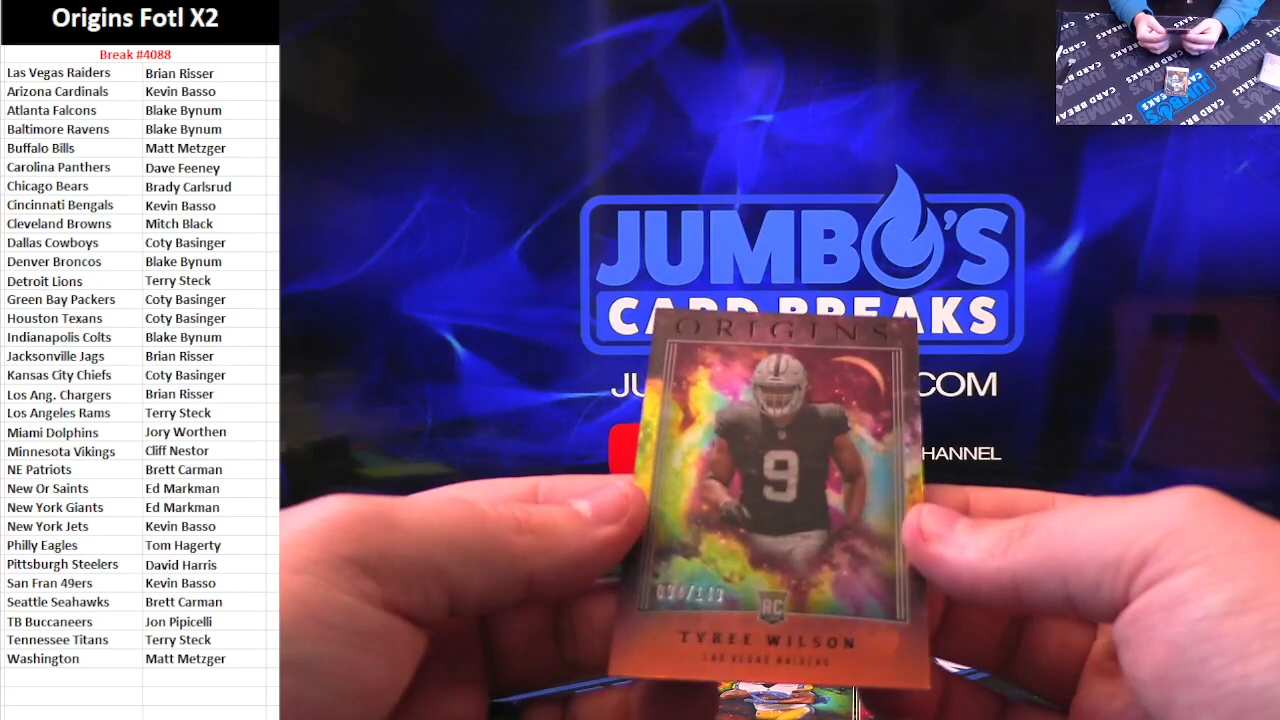 Origins Fotl X2
Break #4088
Las Vegas Raiders Brian Risser
Arizona Cardinals Kevin Basso
Atlanta Falcons Blake Bynum
Baltimore Ravens Blake Bynum
Buffalo Bills Matt Metzger
Carolina Panthers Dave Feeney
Chicago Bears Brady Carlsrud
Cincinnati Bengals Kevin Basso
Cleveland Browns Mitch Black
Dallas Cowboys Coty Basinger
Denver Broncos Blake Bynum
Detroit Lions Terry Steck
Green Bay Packers Coty Basinger
Houston Texans Coty Basinger
Indianapolis Colts Blake Bynum
Jacksonville Jags Brian Risser
Kansas City Chiefs Coty Basinger
Los Ang. Chargers Brian Risser
Los Angeles Rams Terry Steck
Miami Dolphins Jory Worthen
Minnesota Vikings Cliff Nestor
NE Patriots Brett Carman
New Or Saints Ed Markman
New York Giants Ed Markman
New York Jets Kevin Basso
Philly Eagles Tom Hagerty
Pittsburgh Steelers David Harris
San Fran 49ers Kevin Basso
Seattle Seahawks Brett Carman
TB Buccaneers Jon Pipicelli
Tennessee Titans Terry Steck
Washington Matt Metzger
JUMBO'S
CARD BREAKS
JU COM
HANNEL
ORIGINS
9
RC
TYREE WILSON
LAS VEGAS RAIDERS
CARD BREAKS
JUMBO'S